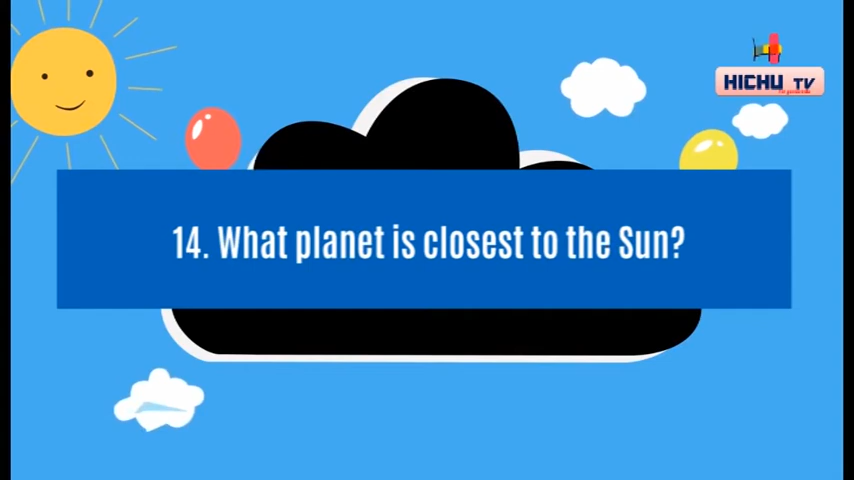 HICHU TV
14. What planet is closest to the Sun?